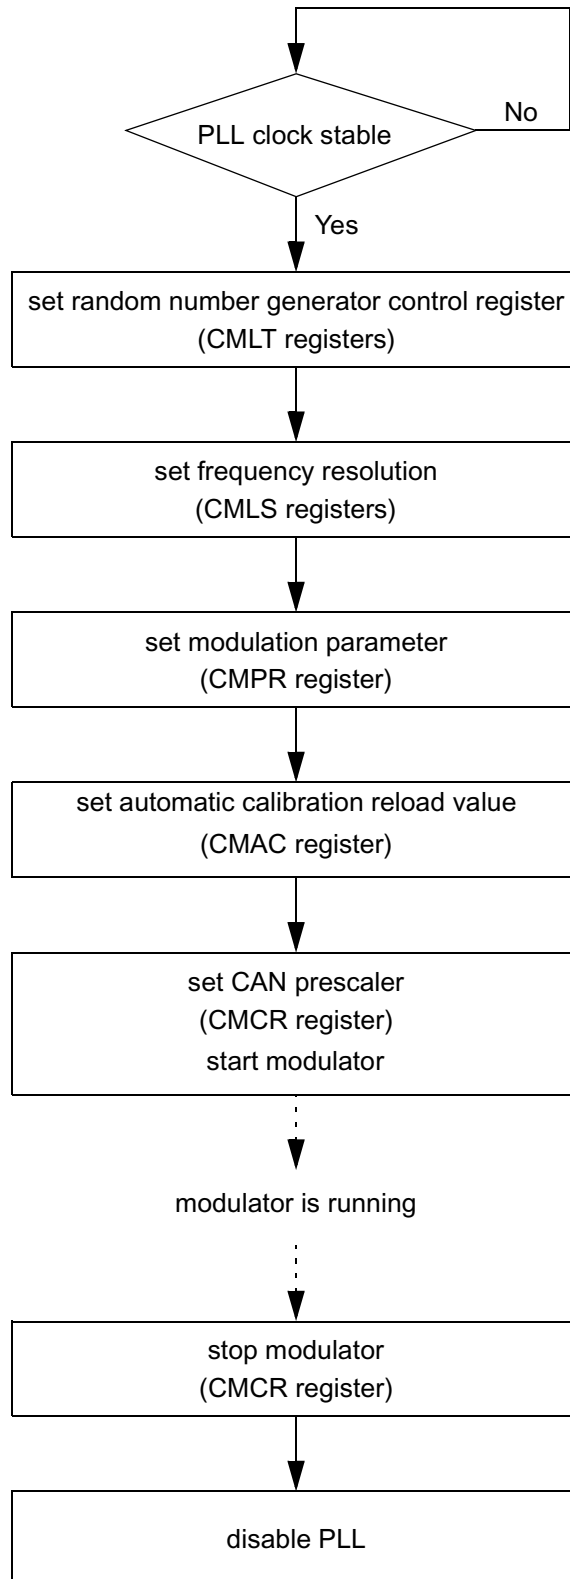 PLL clock stable
No
Yes
set random number generator control register
(CMLT registers)
set frequency resolution
(CMLS registers)
set modulation parameter
(CMPR register)
set automatic calibration reload value
(CMAC register)
set CAN prescaler
(CMCR register)
start modulator
modulator is running
stop modulator
(CMCR register)
disable PLL